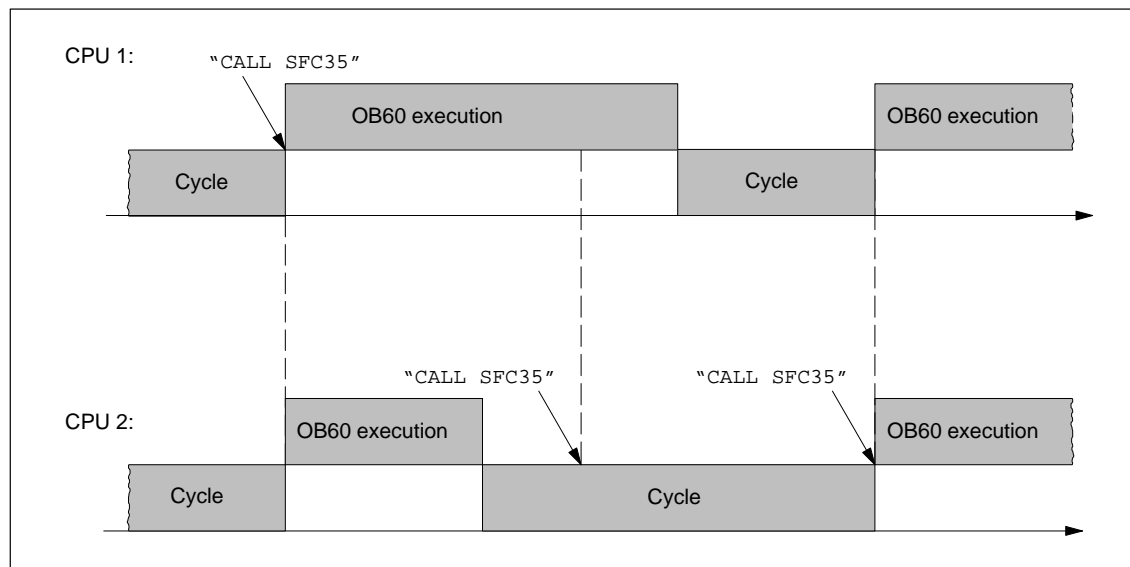 CPU 1:
“CALL SFC35”
OB60 execution
OB60 execution
Cycle
Cycle
“CALL SFC35”
“CALL SFC35”
CPU 2:
OB60 execution
OB60 execution
Cycle
Cycle